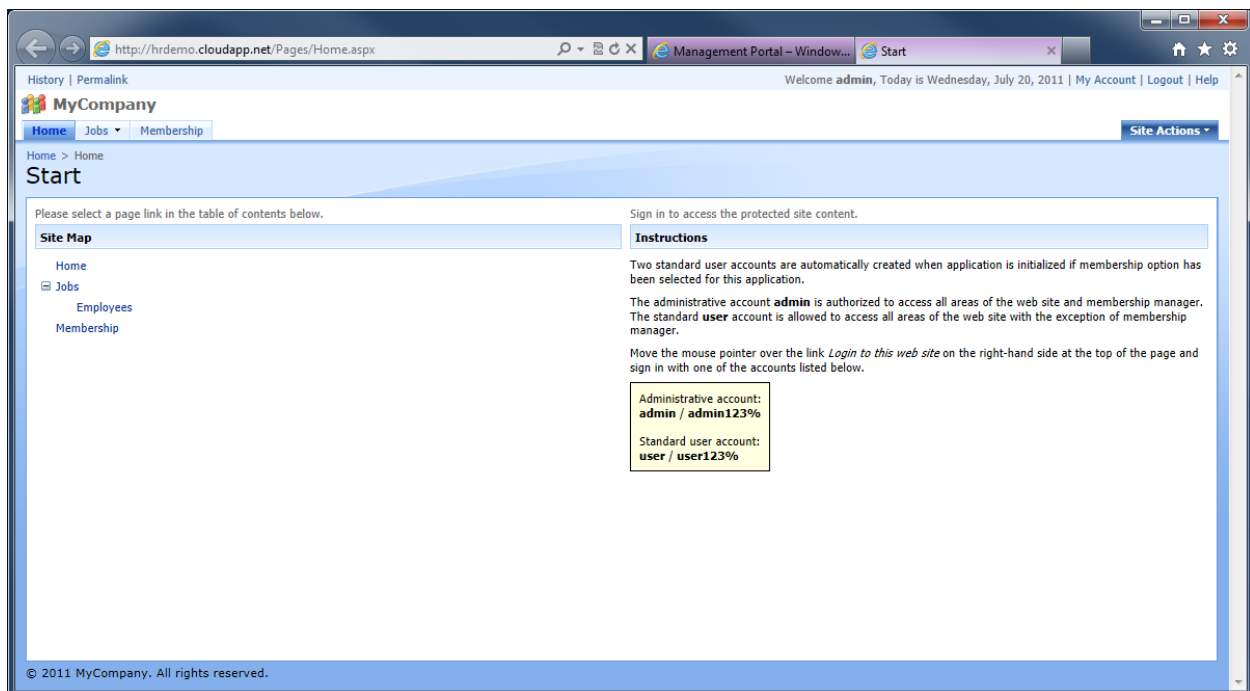 http://hrdemo.cloudapp.net/Pages/Home.aspx
Management Portal – Window...
Start
History | Permalink
Welcome admin, Today is Wednesday, July 20, 2011 | My Account | Logout | Help
MyCompany
Home Jobs Membership
Site Actions
Home > Home
Start
Please select a page link in the table of contents below.
Site Map
Home
Jobs
Employees
Membership
Sign in to access the protected site content.
Instructions
Two standard user accounts are automatically created when application is initialized if membership option has
been selected for this application.
The administrative account admin is authorized to access all areas of the web site and membership manager.
The standard user account is allowed to access all areas of the web site with the exception of membership
manager.
Move the mouse pointer over the link Login to this web site on the right-hand side at the top of the page and
sign in with one of the accounts listed below.
Administrative account:
admin / admin123%
Standard user account:
user / user123%
© 2011 MyCompany. All rights reserved.